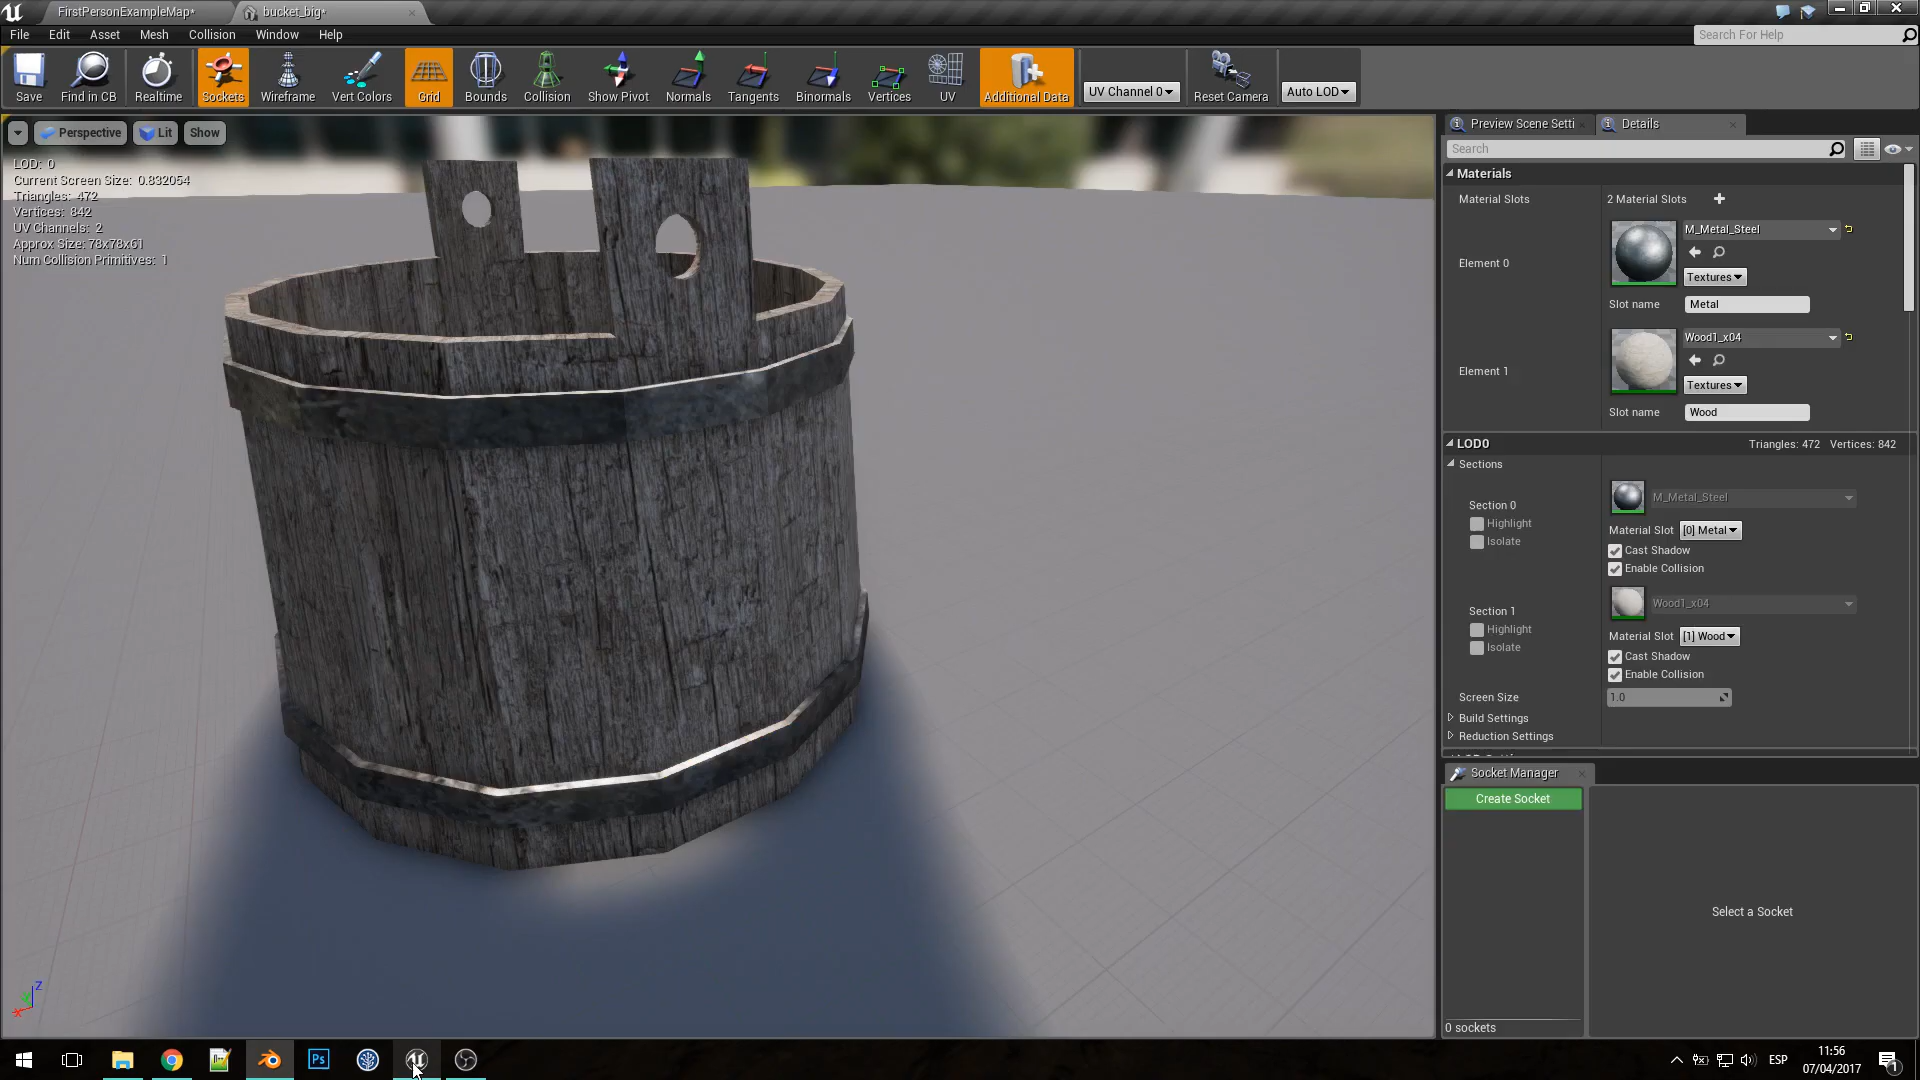 FirstPersonExampleMap*
bucket_big*
File Edit Asset Mesh Collision Window Help
Search For Help
Save Find in CB Realtime Sockets Wireframe Vert Colors Grid Bounds Collision Show Pivot Normals Tangents Binormals Vertices UV Additional Data UV Channel 0 Reset Camera Auto LOD
Perspective Lit Show
LOD: 0
Current Screen Size: 0.832054
Triangles: 472
Vertices: 842
UV Channels: 2
Approx Size: 78x78x61
Num Collision Primitives: 1
Z
X
Preview Scene Setti
Details
Search
Materials
Material Slots 2 Material Slots
Element 0
M_Metal_Steel
Textures
Slot name Metal
Element 1
Wood1_x04
Textures
Slot name Wood
LOD0 Triangles: 472 Vertices: 842
Sections
Section 0
Highlight
Isolate
M_Metal_Steel
Material Slot [0] Metal
Cast Shadow
Enable Collision
Section 1
Highlight
Isolate
Wood1_x04
Material Slot [1] Wood
Cast Shadow
Enable Collision
Screen Size 1.0
Build Settings
Reduction Settings
Socket Manager
Create Socket
Select a Socket
0 sockets
Ps
ESP
11:56
07/04/2017
1